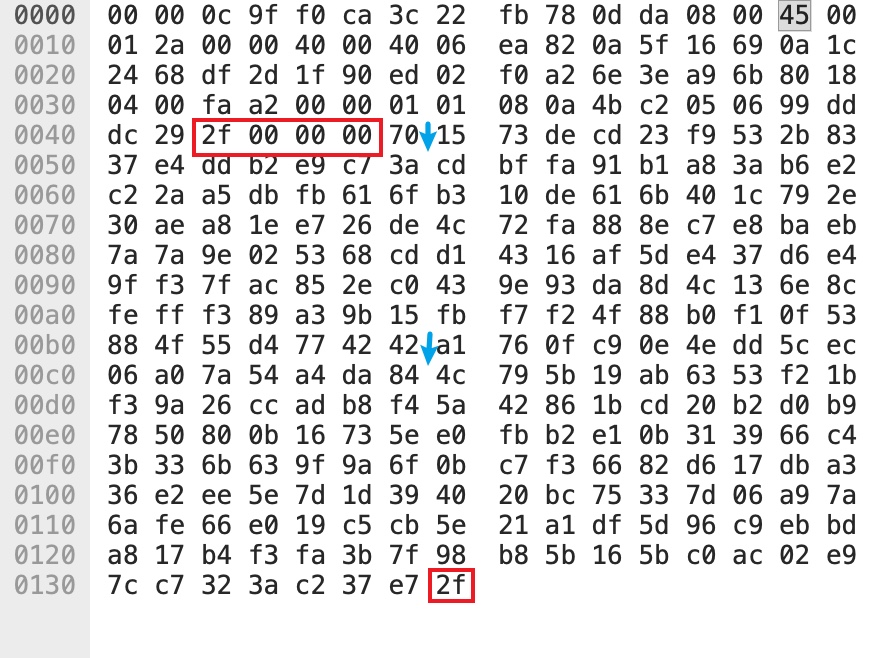 0000 00 00 0c 9f f0 ca 3c 22 fb 78 0d da 08 00 45 00
0010 01 2a 00 00 40 00 40 06 ea 82 0a 5f 16 69 0a 1c
0020 24 68 df 2d 1f 90 ed 02 f0 a2 6e 3e a9 6b 80 18
0030 04 00 fa a2 00 00 01 01 08 0a 4b c2 05 06 99 dd
0040 dc 29 2f 00 00 00 70 15 73 de cd 23 f9 53 2b 83
0050 37 e4 dd b2 e9 c7 3a cd bf fa 91 b1 a8 3a b6 e2
0060 c2 2a a5 db fb 61 6f b3 10 de 61 6b 40 1c 79 2e
0070 30 ae a8 1e e7 26 de 4c 72 fa 88 8e c7 e8 ba eb
0080 7a 7a 9e 02 53 68 cd d1 43 16 af 5d e4 37 d6 e4
0090 9f f3 7f ac 85 2e c0 43 9e 93 da 8d 4c 13 6e 8c
00a0 fe ff f3 89 a3 9b 15 fb f7 f2 4f 88 b0 f1 0f 53
00b0 88 4f 55 d4 77 42 42 a1 76 0f c9 0e 4e dd 5c ec
00c0 06 a0 7a 54 a4 da 84 4c 79 5b 19 ab 63 53 f2 1b
00d0 f3 9a 26 cc ad b8 f4 5a 42 86 1b cd 20 b2 d0 b9
00e0 78 50 80 0b 16 73 5e e0 fb b2 e1 0b 31 39 66 c4
00f0 3b 33 6b 63 9f 9a 6f 0b c7 f3 66 82 d6 17 db a3
0100 36 e2 ee 5e 7d 1d 39 40 20 bc 75 33 7d 06 a9 7a
0110 6a fe 66 e0 19 c5 cb 5e 21 a1 df 5d 96 c9 eb bd
0120 a8 17 b4 f3 fa 3b 7f 98 b8 5b 16 5b c0 ac 02 e9
0130 7c c7 32 3a c2 37 e7 2f